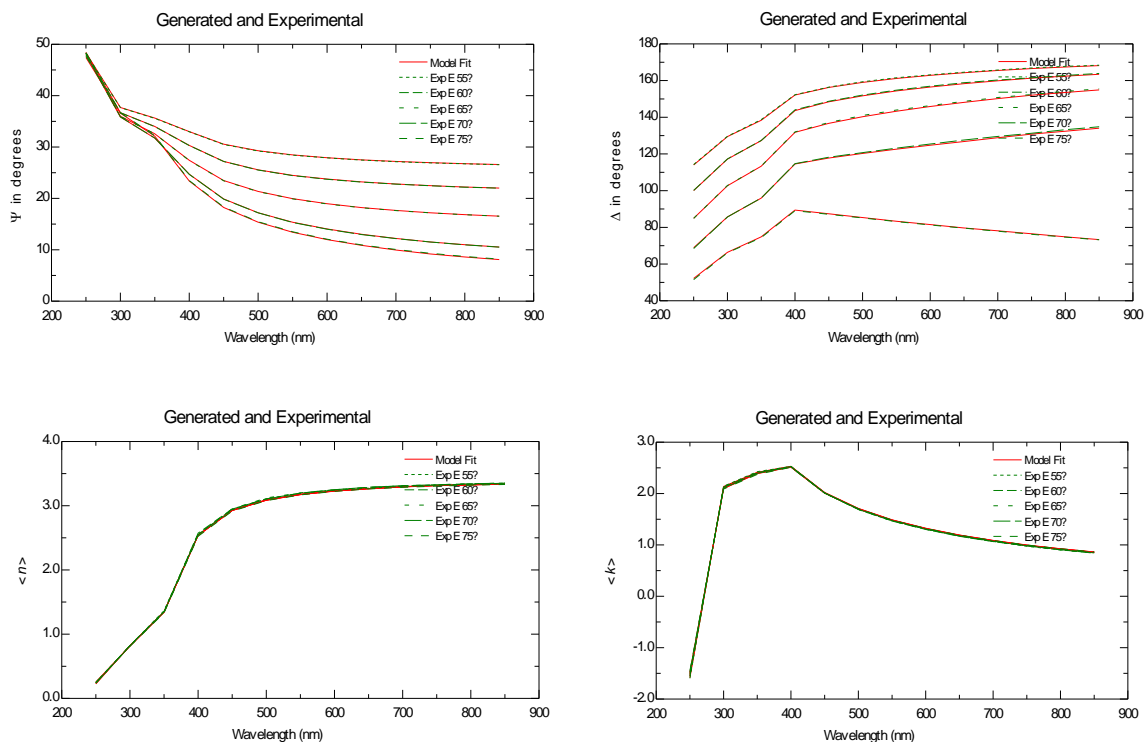 Generated and Experimental
Ψ in degrees
50
40
30
20
10
0
200 300 400 500 600 700 800 900
Wavelength (nm)
Model Fit
Exp E 55?
Exp E 60?
Exp E 65?
Exp E 70?
Exp E 75?
Generated and Experimental
Δ in degrees
180
160
140
120
100
80
60
40
200 300 400 500 600 700 800 900
Wavelength (nm)
Model Fit
Exp E 55?
Exp E 60?
Exp E 65?
Exp E 70?
Exp E 75?
Generated and Experimental
<n>
4.0
3.0
2.0
1.0
0.0
200 300 400 500 600 700 800 900
Wavelength (nm)
Model Fit
Exp E 55?
Exp E 60?
Exp E 65?
Exp E 70?
Exp E 75?
Generated and Experimental
<k>
3.0
2.0
1.0
0.0
-1.0
-2.0
200 300 400 500 600 700 800 900
Wavelength (nm)
Model Fit
Exp E 55?
Exp E 60?
Exp E 65?
Exp E 70?
Exp E 75?